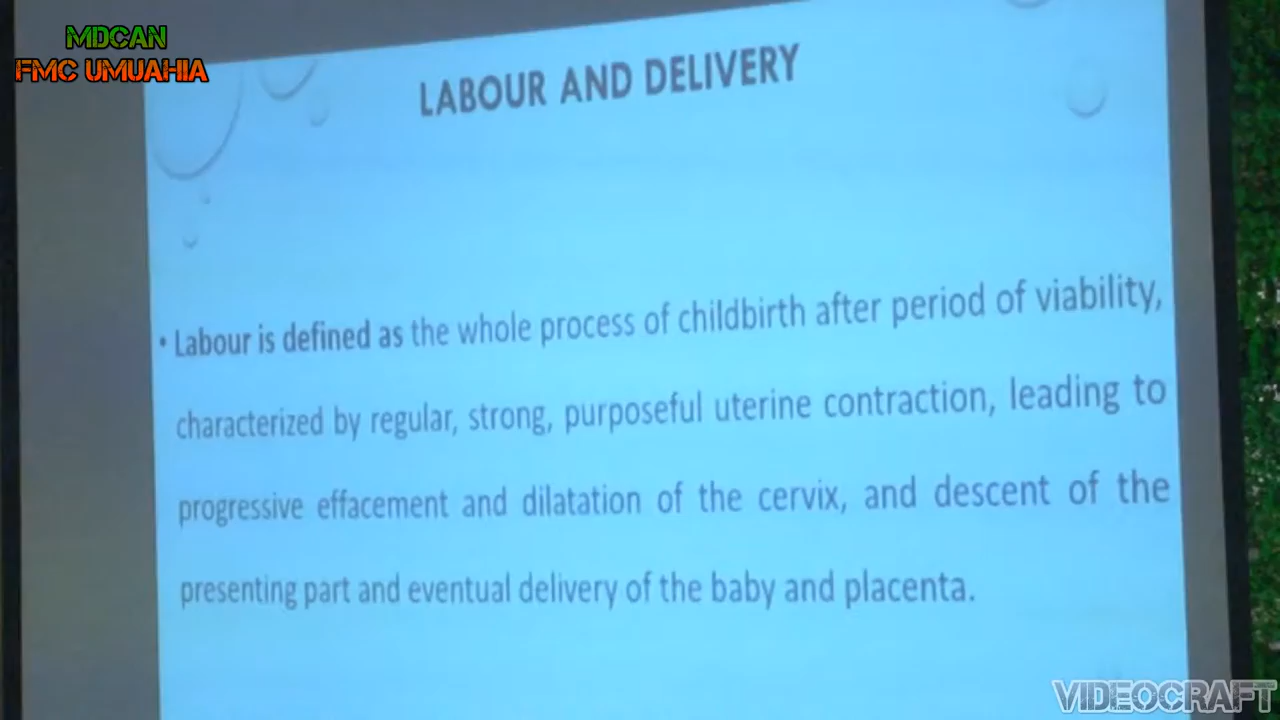 MDCAN
FMC UMUAHIA
LABOUR AND DELIVERY
• Labour is defined as the whole process of childbirth after period of viability,
characterized by regular, strong, purposeful uterine contraction, leading to
progressive effacement and dilatation of the cervix, and descent of the
presenting part and eventual delivery of the baby and placenta.
VIDEOCRAFT